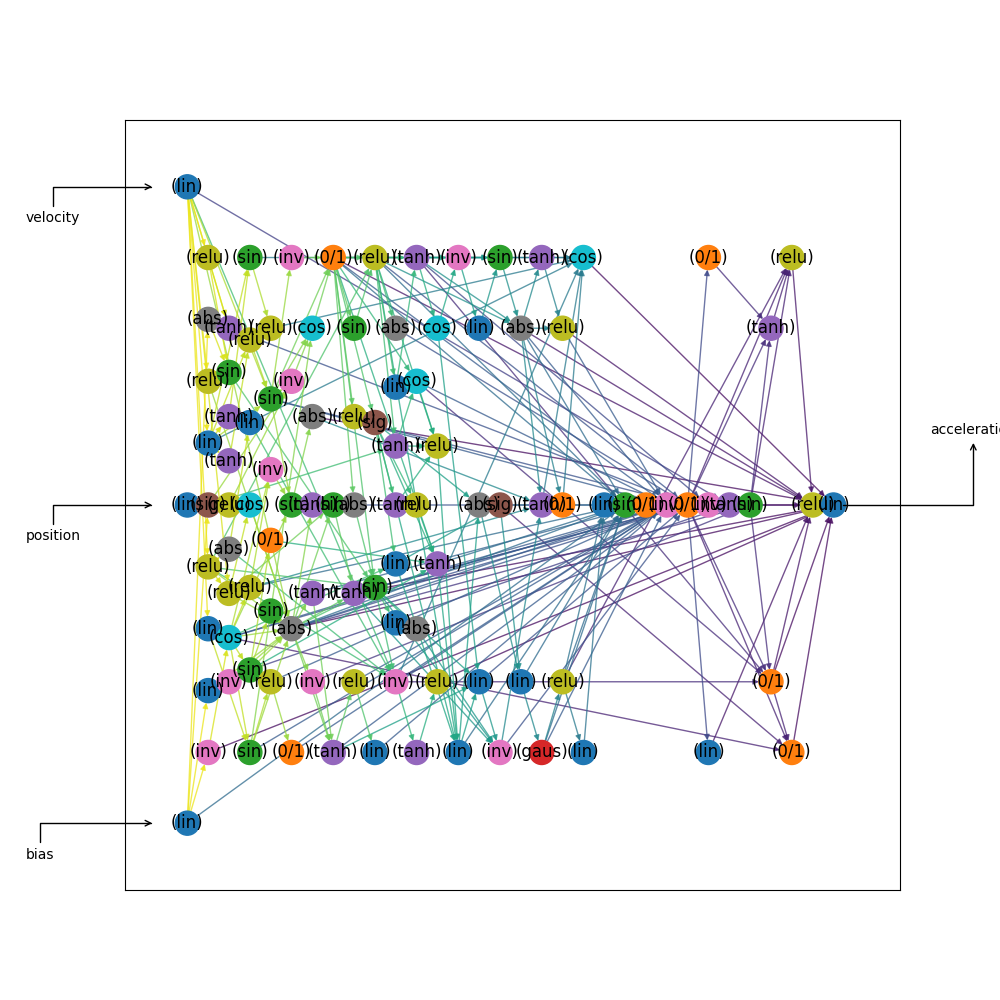 (lin)
velocity
(relu) (sin) (inv) (0/1) (relu) (tanh) (inv) (sin) (tanh) (cos) (0/1) (relu)
(abs)
(tanh) (relu) (cos) (sin) (abs) (cos) (lin) (abs) (relu) (tanh)
(relu)
(sin)
(relu) (inv) (lin) (cos)
(sin)
(tanh) (lin) (abs) (relu) (sig)
acceleratio
(lin) (tanh) (relu)
(tanh) (inv)
(lin) (sig) (relu) (cos) (sin) (tanh) (sin) (abs) (tanh) (relu) (abs) (sig) (tanh) (0/1) (lin) (sin) (0/1) (inv) (0/1) (inv) (tanh) (sin) (relu) (lin)
position
(0/1)
(abs)
(relu) (lin) (tanh)
(relu) (relu) (tanh) (tanh) (sin)
(sin)
(lin) (cos) (abs) (lin) (abs)
(sin)
(lin) (inv) (relu) (inv) (relu) (inv) (relu) (lin) (lin) (relu) (0/1)
(inv) (sin) (0/1) (tanh) (lin) (tanh) (lin) (inv) (gaus) (lin) (lin) (0/1)
(lin)
bias